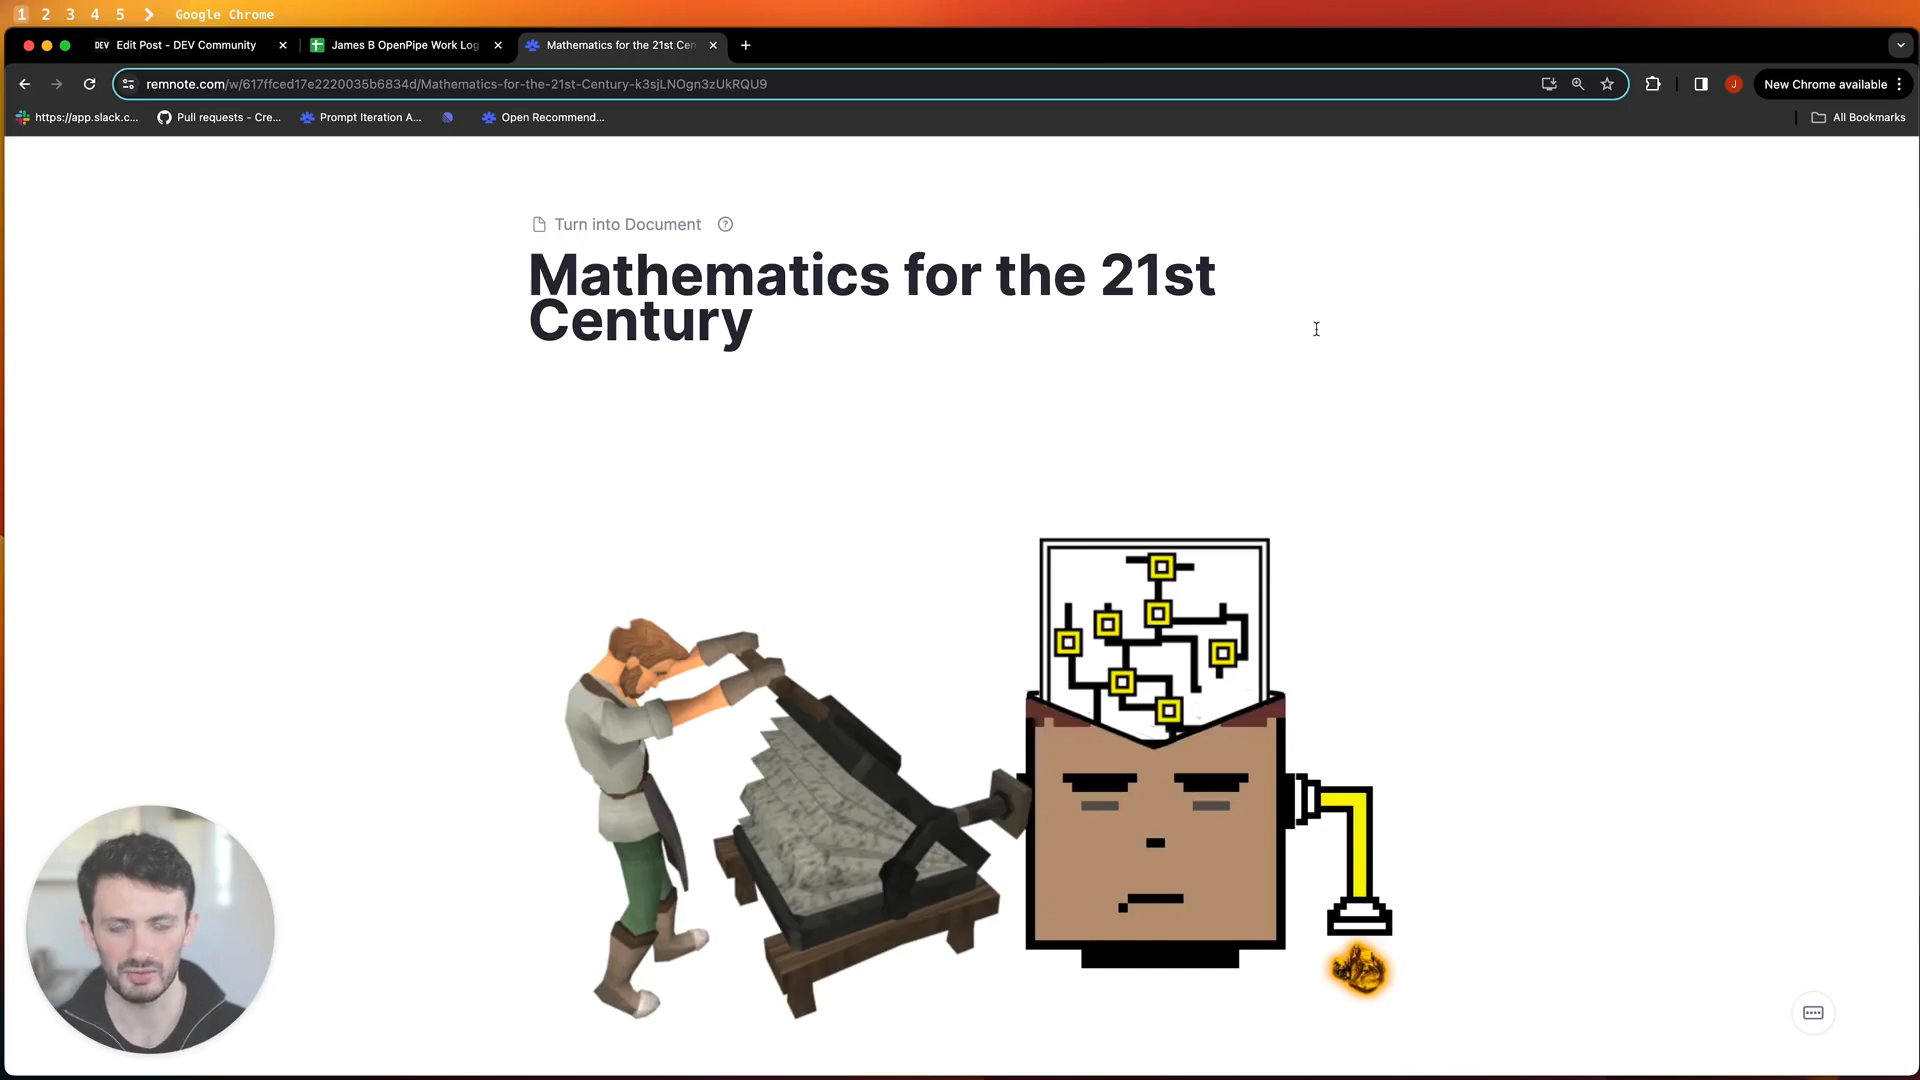 1 2 3 4 5 Google Chrome
Edit Post - DEV Community
James B OpenPipe Work Log
Mathematics for the 21st Cen
remnote.com/w/617ffced17e2220035b6834d/Mathematics-for-the-21st-Century-k3sjLNOgn3zUkRQU9
J
New Chrome available
https://app.slack.c...
Pull requests - Cre...
Prompt Iteration A...
Open Recommend...
All Bookmarks
Turn into Document
Mathematics for the 21st
Century